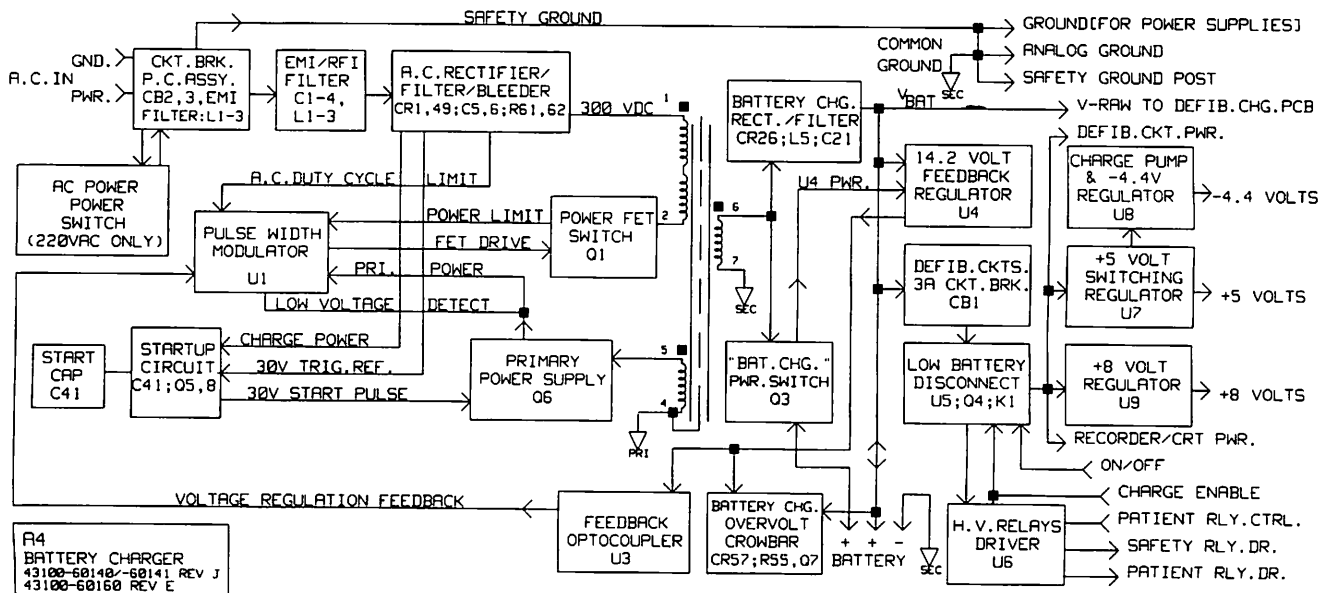 SAFETY GROUND
GROUND[FOR POWER SUPPLIES]
ANALOG GROUND
SAFETY GROUND POST
COMMON
GROUND
SEC
GND.
A.C.IN
PWR.
CKT.BRK.
P.C.ASSY.
CB2,3,EMI
FILTER:L1-3
EMI/RFI
FILTER
C1-4,
L1-3
A.C.RECTIFIER/
FILTER/BLEEDER
CR1,49;C5,6;R61,62
300 VDC
1
2
BATTERY CHG.
RECT./FILTER
CR26;L5;C21
VBAT
V-RAW TO DEFIB.CHG.PCB
DEFIB.CKT.PWR.
AC POWER
POWER
SWITCH
(220VAC ONLY)
A.C.DUTY CYCLE LIMIT
U4 PWR.
14.2 VOLT
FEEDBACK
REGULATOR
U4
CHARGE PUMP
& -4.4V
REGULATOR
U8
-4.4 VOLTS
PULSE WIDTH
MODULATOR
U1
POWER LIMIT
FET DRIVE
PRI. POWER
LOW VOLTAGE DETECT
POWER FET
SWITCH
Q1
6
7
SEC
DEFIB.CKTS.
3A CKT.BRK.
CB1
+5 VOLT
SWITCHING
REGULATOR
U7
+5 VOLTS
START
CAP
C41
STARTUP
CIRCUIT
C41;Q5,8
CHARGE POWER
30V TRIG.REF.
30V START PULSE
PRIMARY
POWER SUPPLY
Q6
5
4
PRI
"BAT.CHG."
PWR.SWITCH
Q3
LOW BATTERY
DISCONNECT
U5;Q4;K1
+8 VOLT
REGULATOR
U9
+8 VOLTS
RECORDER/CRT PWR.
ON/OFF
CHARGE ENABLE
PATIENT RLY.CTRL.
SAFETY RLY.DR.
PATIENT RLY.DR.
VOLTAGE REGULATION FEEDBACK
FEEDBACK
OPTOCOUPLER
U3
BATTERY CHG.
OVERVOLT
CROWBAR
CR57;R55,Q7
+ + -
BATTERY
SEC
H.V.RELAYS
DRIVER
U6
A4
BATTERY CHARGER
43100-60140/-60141 REV J
43100-60160 REV E